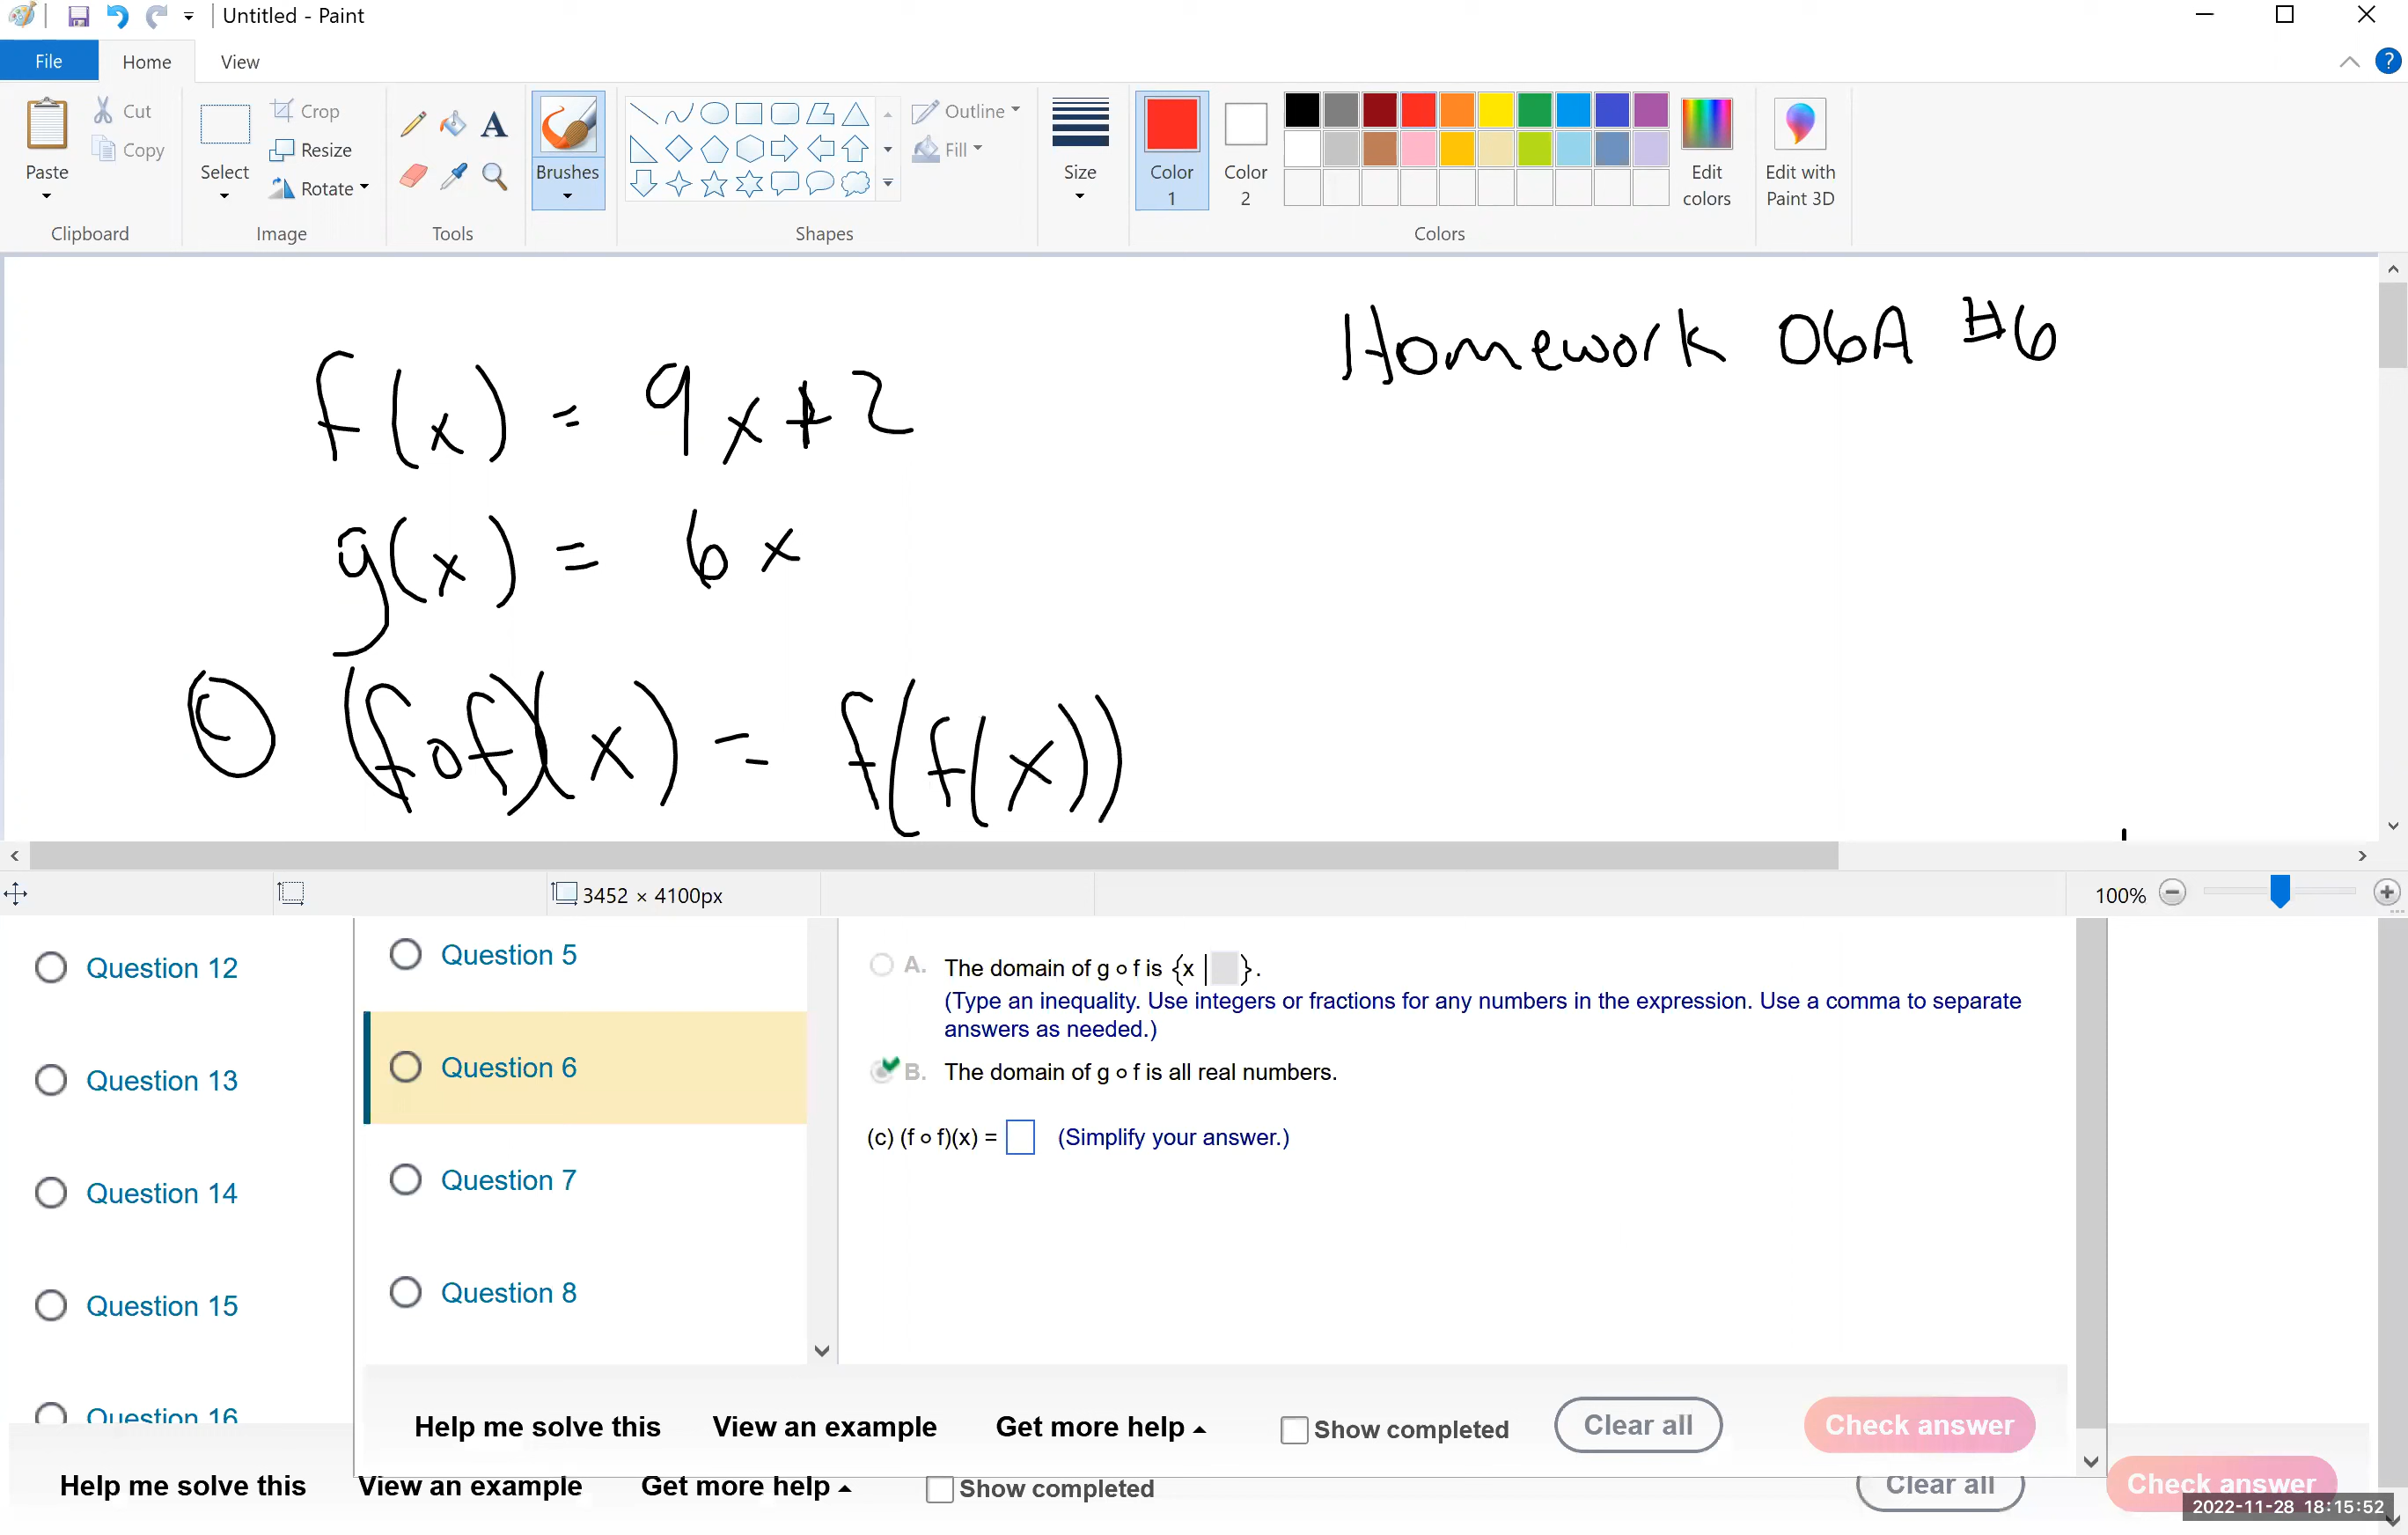 Untitled - Paint
File Home View
Paste Cut Copy Clipboard
Select Crop Resize Rotate Image
Tools
Brushes
Outline Fill Shapes
Size
Color 1 Color 2 Edit colors Colors
Edit with Paint 3D
Homework 06A #6
f(x) = 9x+2
g(x) = 6x
c (fof)(x) = f(f(x))
3452 × 4100px 100%
Question 12
Question 13
Question 14
Question 15
Question 16
Question 5
Question 6
Question 7
Question 8
A. The domain of g∘f is {x | }.
(Type an inequality. Use integers or fractions for any numbers in the expression. Use a comma to separate
answers as needed.)
B. The domain of g∘f is all real numbers.
(c) (f∘f)(x) = (Simplify your answer.)
Help me solve this View an example Get more help Show completed Clear all Check answer
Help me solve this View an example Get more help Show completed Clear all Check answer
2022-11-28 18:15:52